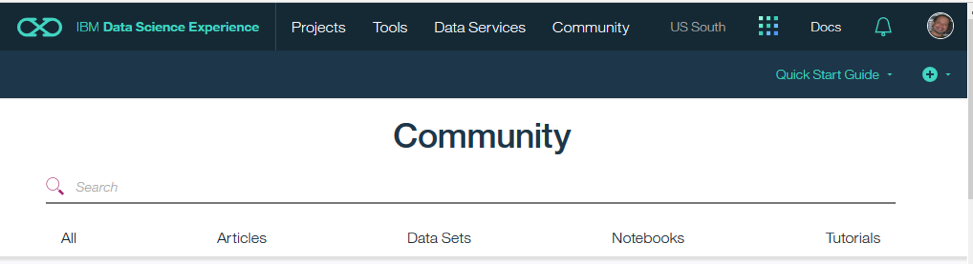 IBM Data Science Experience Projects Tools Data Services Community US South Docs
Quick Start Guide
Community
Search
All Articles Data Sets Notebooks Tutorials